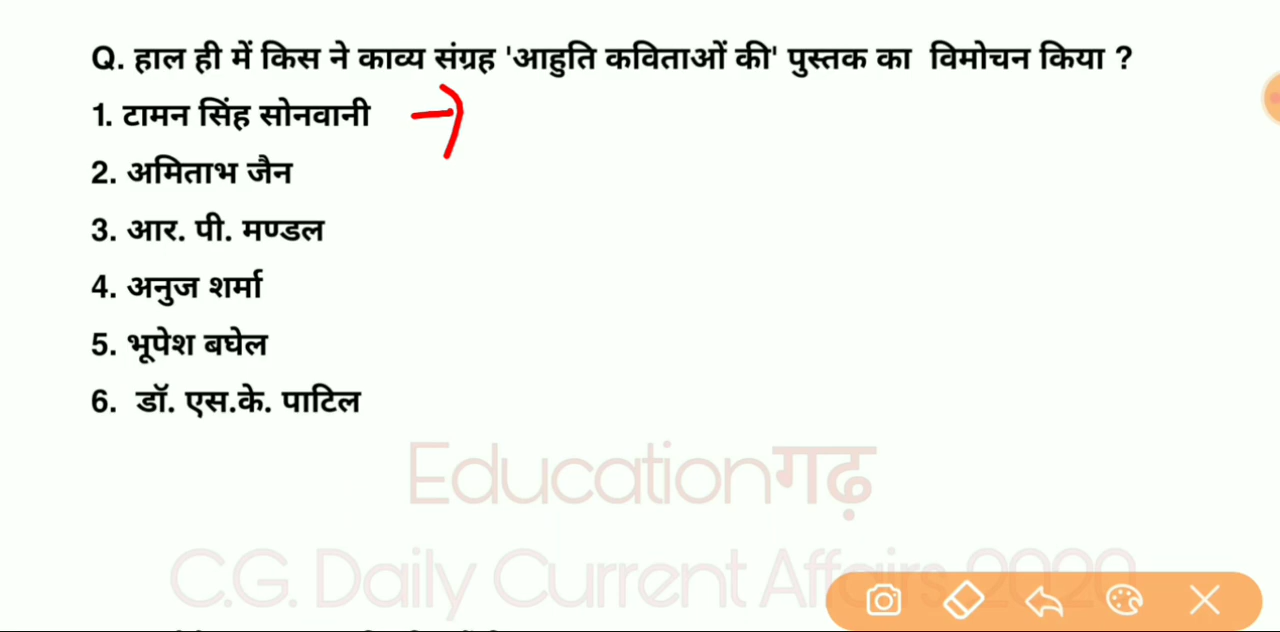 Q. हाल ही में किस ने काव्य संग्रह 'आहुति कविताओं की' पुस्तक का विमोचन किया ?
1. टामन सिंह सोनवानी
2. अमिताभ जैन
3. आर. पी. मण्डल
4. अनुज शर्मा
5. भूपेश बघेल
6. डॉ. एस.के. पाटिल
Educationगढ़
C.G. Daily Current Affairs 2020